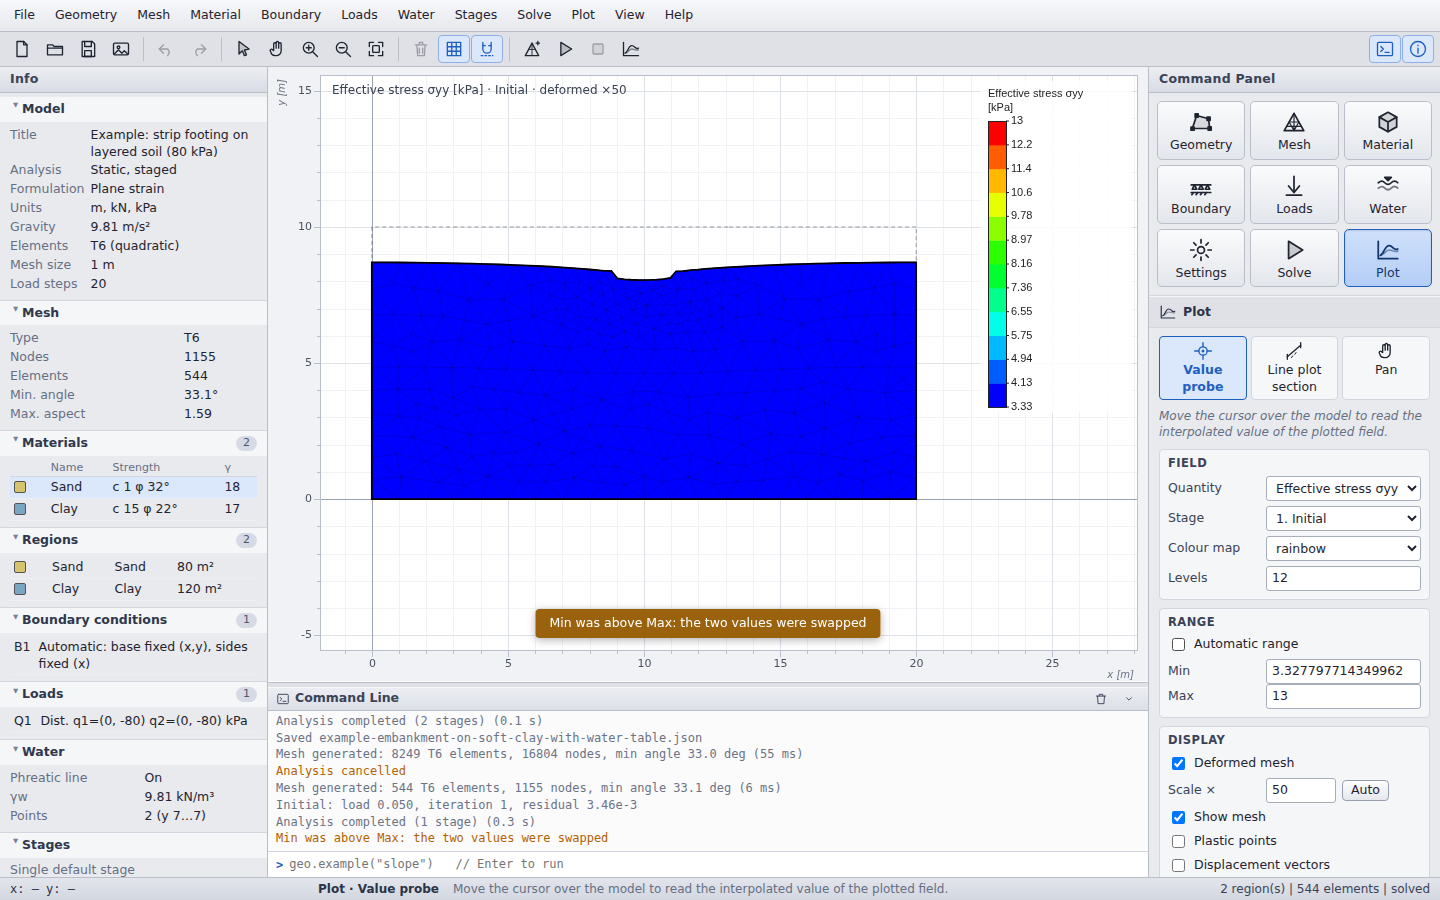 File Geometry Mesh Material Boundary Loads Water Stages Solve Plot View Help
Info
Model
Title Example: strip footing on layered soil (80 kPa)
Analysis Static, staged
Formulation Plane strain
Units m, kN, kPa
Gravity 9.81 m/s²
Elements T6 (quadratic)
Mesh size 1 m
Load steps 20
Mesh
Type T6
Nodes 1155
Elements 544
Min. angle 33.1°
Max. aspect 1.59
Materials 2
Name Strength γ
Sand c 1 φ 32° 18
Clay c 15 φ 22° 17
Regions 2
Sand Sand 80 m²
Clay Clay 120 m²
Boundary conditions 1
B1 Automatic: base fixed (x,y), sides fixed (x)
Loads 1
Q1 Dist. q1=(0, -80) q2=(0, -80) kPa
Water
Phreatic line On
γw 9.81 kN/m³
Points 2 (y 7…7)
Stages
Single default stage
y [m]
15
10
5
0
-5
Effective stress σyy [kPa] · Initial · deformed ×50
Effective stress σyy
[kPa]
13
12.2
11.4
10.6
9.78
8.97
8.16
7.36
6.55
5.75
4.94
4.13
3.33
Min was above Max: the two values were swapped
0 5 10 15 20 25
x [m]
Command Line
Analysis completed (2 stages) (0.1 s)
Saved example-embankment-on-soft-clay-with-water-table.json
Mesh generated: 8249 T6 elements, 16804 nodes, min angle 33.0 deg (55 ms)
Analysis cancelled
Mesh generated: 544 T6 elements, 1155 nodes, min angle 33.1 deg (6 ms)
Initial: load 0.050, iteration 1, residual 3.46e-3
Analysis completed (1 stage) (0.3 s)
Min was above Max: the two values were swapped
> geo.example("slope") // Enter to run
Command Panel
Geometry Mesh Material
Boundary Loads Water
Settings Solve Plot
Plot
Value probe
Line plot section
Pan
Move the cursor over the model to read the
interpolated value of the plotted field.
FIELD
Quantity Effective stress σyy
Stage 1. Initial
Colour map rainbow
Levels 12
RANGE
Automatic range
Min 3.327797714349962
Max 13
DISPLAY
Deformed mesh
Scale × 50 Auto
Show mesh
Plastic points
Displacement vectors
x: — y: — Plot · Value probe Move the cursor over the model to read the interpolated value of the plotted field. 2 region(s) | 544 elements | solved